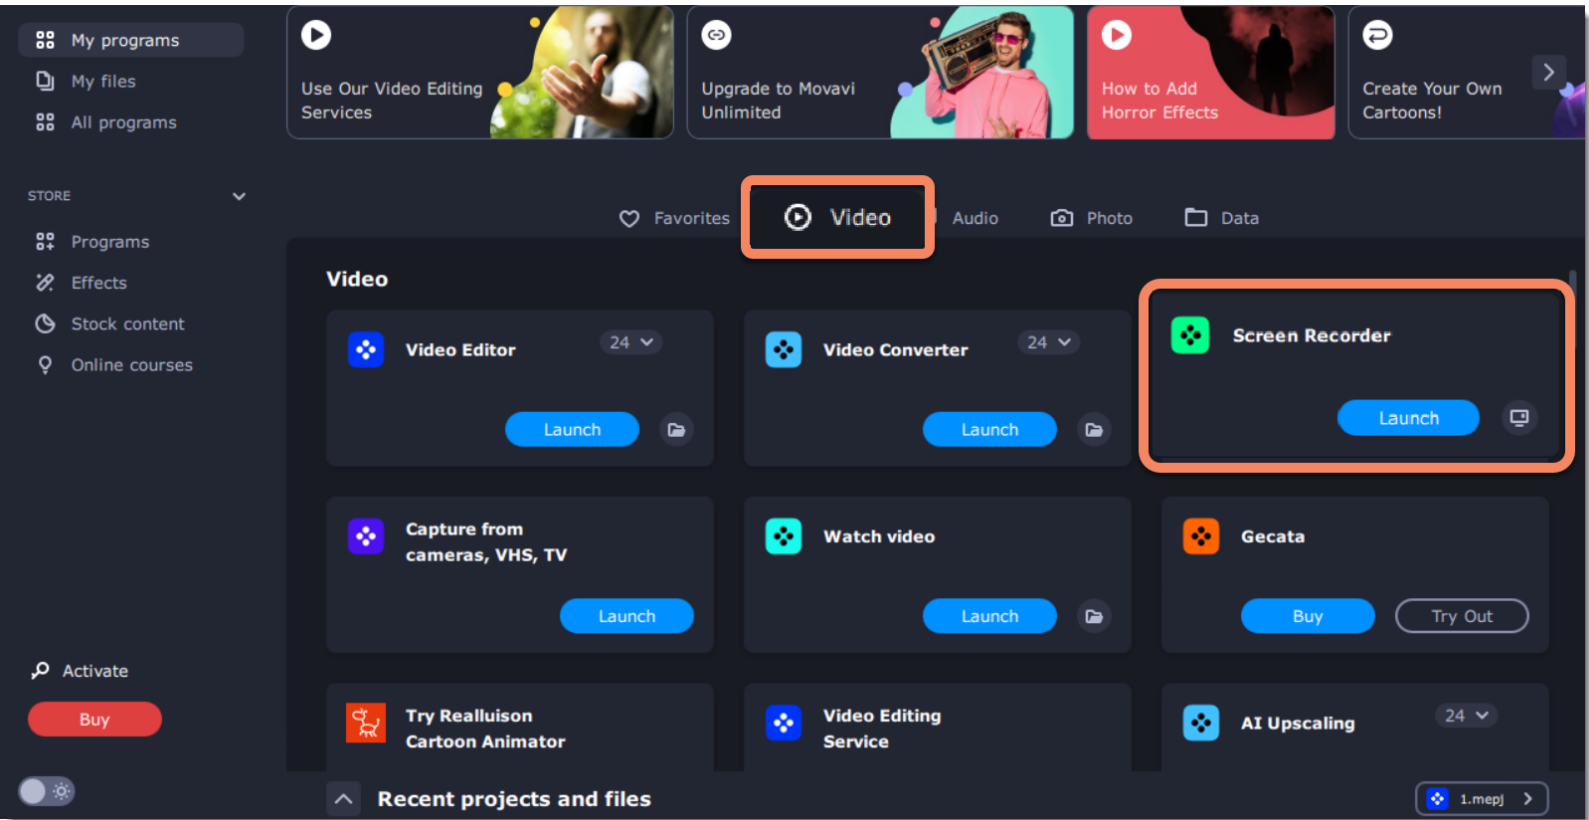 My programs
My files
All programs
STORE
Programs
Effects
Stock content
Online courses
Activate
Buy
Use Our Video Editing
Services
Upgrade to Movavi
Unlimited
How to Add
Horror Effects
Create Your Own
Cartoons!
Favorites
Video
Audio
Photo
Data
Video
Video Editor
24
Launch
Video Converter
24
Launch
Screen Recorder
Launch
Capture from
cameras, VHS, TV
Launch
Watch video
Launch
Gecata
Buy
Try Out
Try Realluison
Cartoon Animator
Video Editing
Service
AI Upscaling
24
Recent projects and files
1.mepj